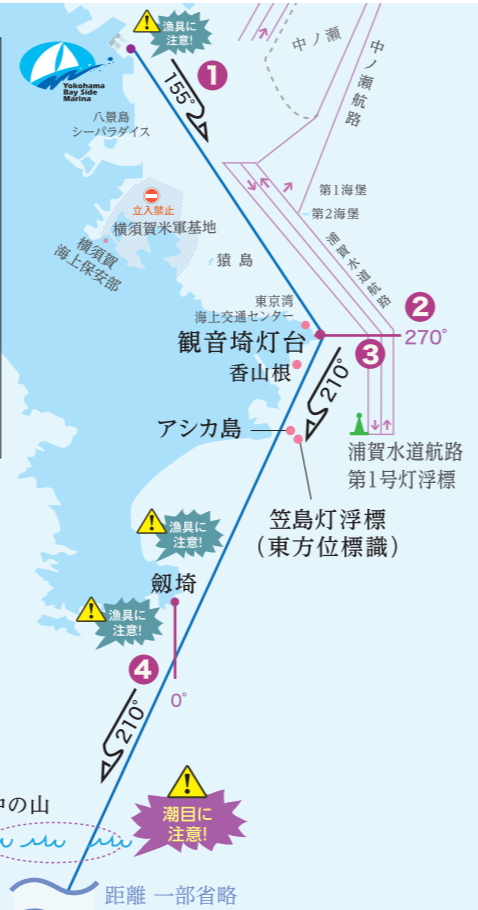 漁具に
注意!
Yokohama
Bay Side
Marina
1
155°
中ノ瀬
中ノ瀬航路
八景島
シーパラダイス
立入禁止
横須賀米軍基地
横須賀
海上保安部
猿島
第1海堡
第2海堡
浦賀水道航路
東京湾
海上交通センター
観音埼灯台
2
270°
3
210°
香山根
アシカ島
浦賀水道航路
第1号灯浮標
笠島灯浮標
(東方位標識)
漁具に
注意!
剱埼
漁具に
注意!
4
0°
210°
潮目に
注意!
の山
距離 一部省略